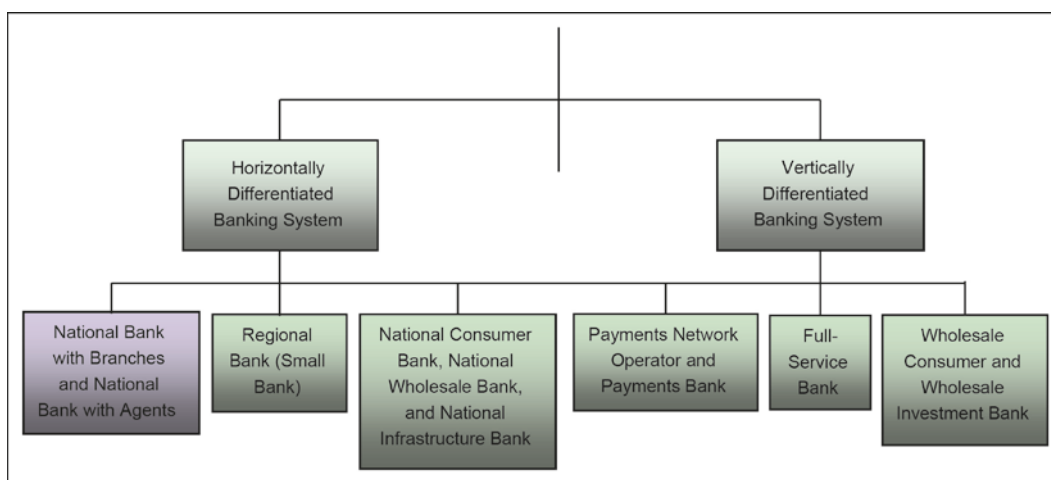 Horizontally
Differentiated
Banking System
Vertically
Differentiated
Banking System
National Bank
with Branches
and National
Bank with Agents
Regional
Bank (Small
Bank)
National Consumer
Bank, National
Wholesale Bank,
and National
Infrastructure Bank
Payments Network
Operator and
Payments Bank
Full-
Service
Bank
Wholesale
Consumer and
Wholesale
Investment Bank